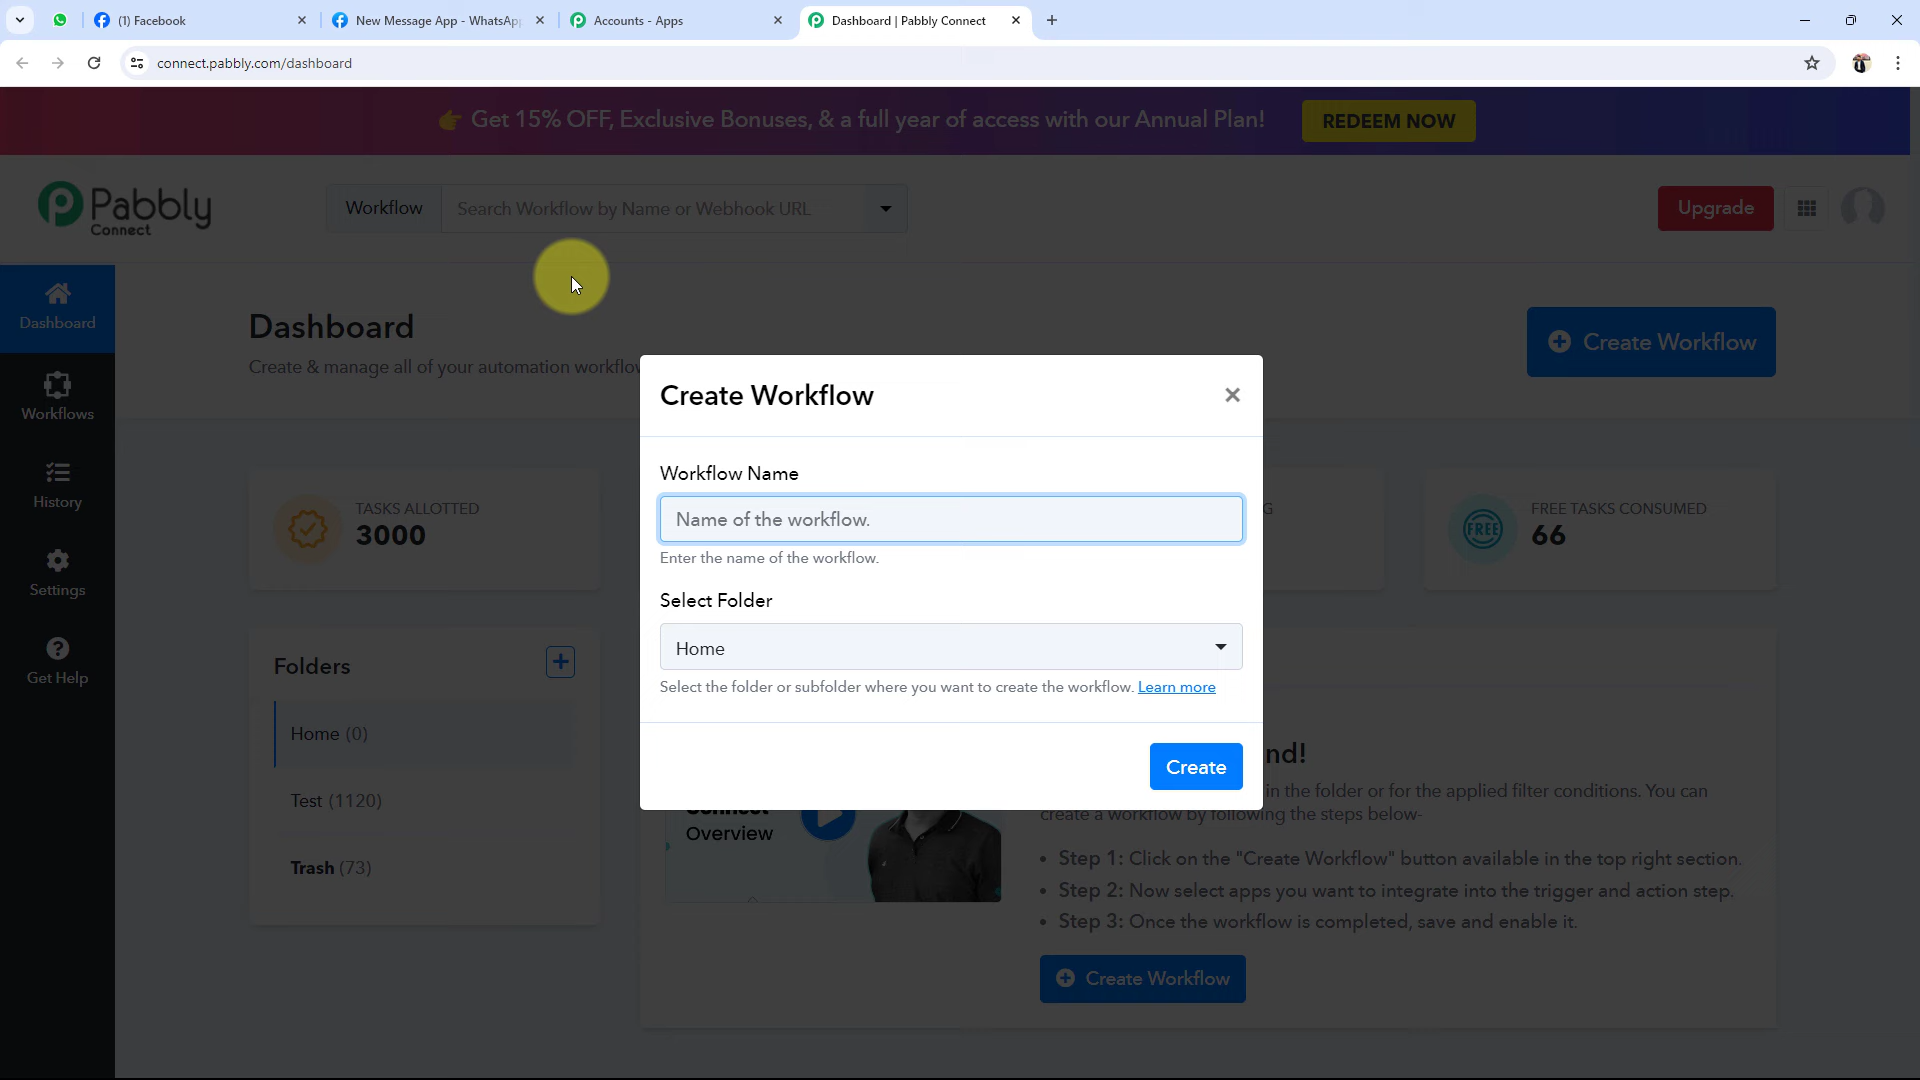 (1) Facebook
New Message App - WhatsApp
Accounts - Apps
Dashboard | Pabbly Connect
connect.pabbly.com/dashboard
Get 15% OFF, Exclusive Bonuses, & a full year of access with our Annual Plan!
REDEEM NOW
Pabbly
Connect
Workflow
Search Workflow by Name or Webhook URL
Upgrade
Dashboard
Workflows
History
Settings
Get Help
Dashboard
Create & manage all of your automation workflow
Create Workflow
TASKS ALLOTTED
3000
G
FREE
FREE TASKS CONSUMED
66
Folders
Home (0)
Test (1120)
Trash (73)
Create Workflow
Workflow Name
Name of the workflow.
Enter the name of the workflow.
Select Folder
Home
Select the folder or subfolder where you want to create the workflow. Learn more
Create
Connect
Overview
nd!
in the folder or for the applied filter conditions. You can
create a workflow by following the steps below-
• Step 1: Click on the "Create Workflow" button available in the top right section.
• Step 2: Now select apps you want to integrate into the trigger and action step.
• Step 3: Once the workflow is completed, save and enable it.
Create Workflow